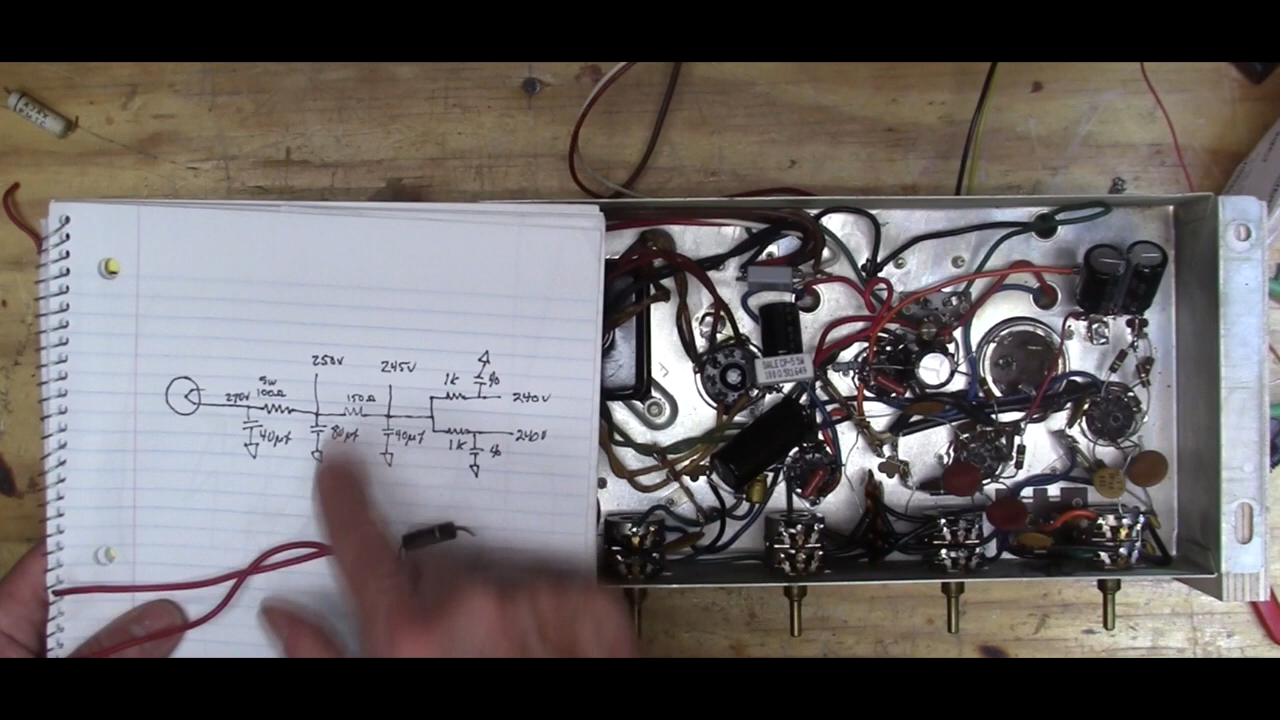 250V
245V
5W
100Ω
270V
150Ω
1K
40
240V
40µf
80µf
40µf
1K
40
240V
DALE CP-5 5W